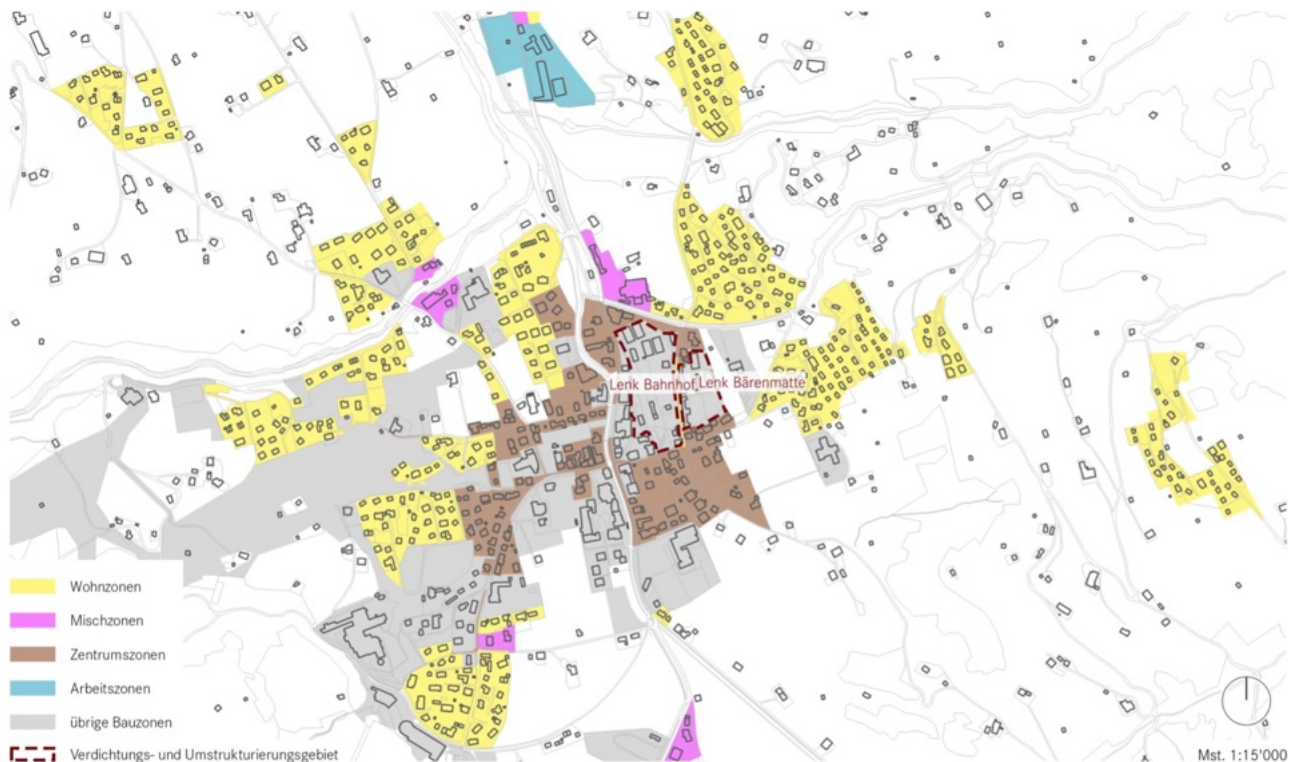 Lenk Bahnhof Lenk Bärenmatte
Wohnzonen
Mischzonen
Zentrumszonen
Arbeitszonen
übrige Bauzonen
Verdichtungs- und Umstrukturierungsgebiet
Mst. 1:15'000